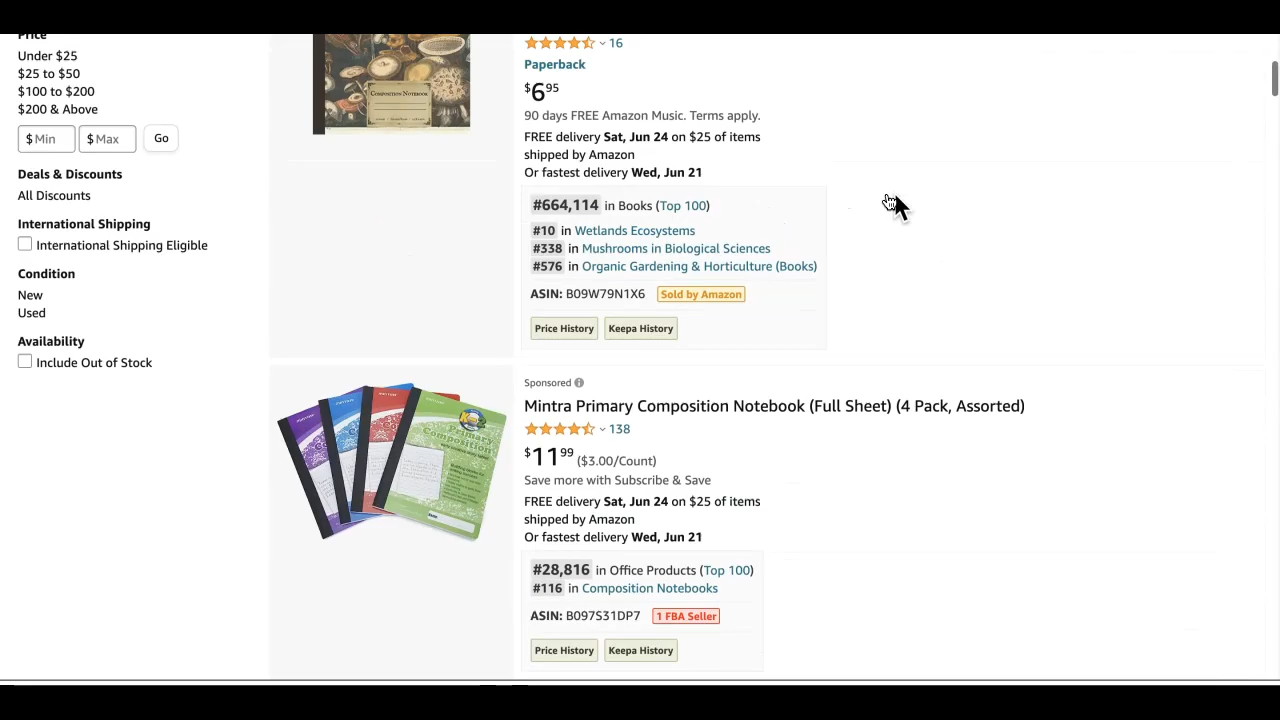 Price
Under $25
$25 to $50
$100 to $200
$200 & Above
$ Min $ Max Go
Deals & Discounts
All Discounts
International Shipping
International Shipping Eligible
Condition
New
Used
Availability
Include Out of Stock
COMPOSITION NOTEBOOK
16
Paperback
$6.95
90 days FREE Amazon Music. Terms apply.
FREE delivery Sat, Jun 24 on $25 of items
shipped by Amazon
Or fastest delivery Wed, Jun 21
#664,114 in Books (Top 100)
#10 in Wetlands Ecosystems
#338 in Mushrooms in Biological Sciences
#576 in Organic Gardening & Horticulture (Books)
ASIN: B09W79N1X6 Sold by Amazon
Price History Keepa History
Primary
Composition
Sponsored
Mintra Primary Composition Notebook (Full Sheet) (4 Pack, Assorted)
138
$11.99 ($3.00/Count)
Save more with Subscribe & Save
FREE delivery Sat, Jun 24 on $25 of items
shipped by Amazon
Or fastest delivery Wed, Jun 21
#28,816 in Office Products (Top 100)
#116 in Composition Notebooks
ASIN: B097S31DP7 1 FBA Seller
Price History Keepa History